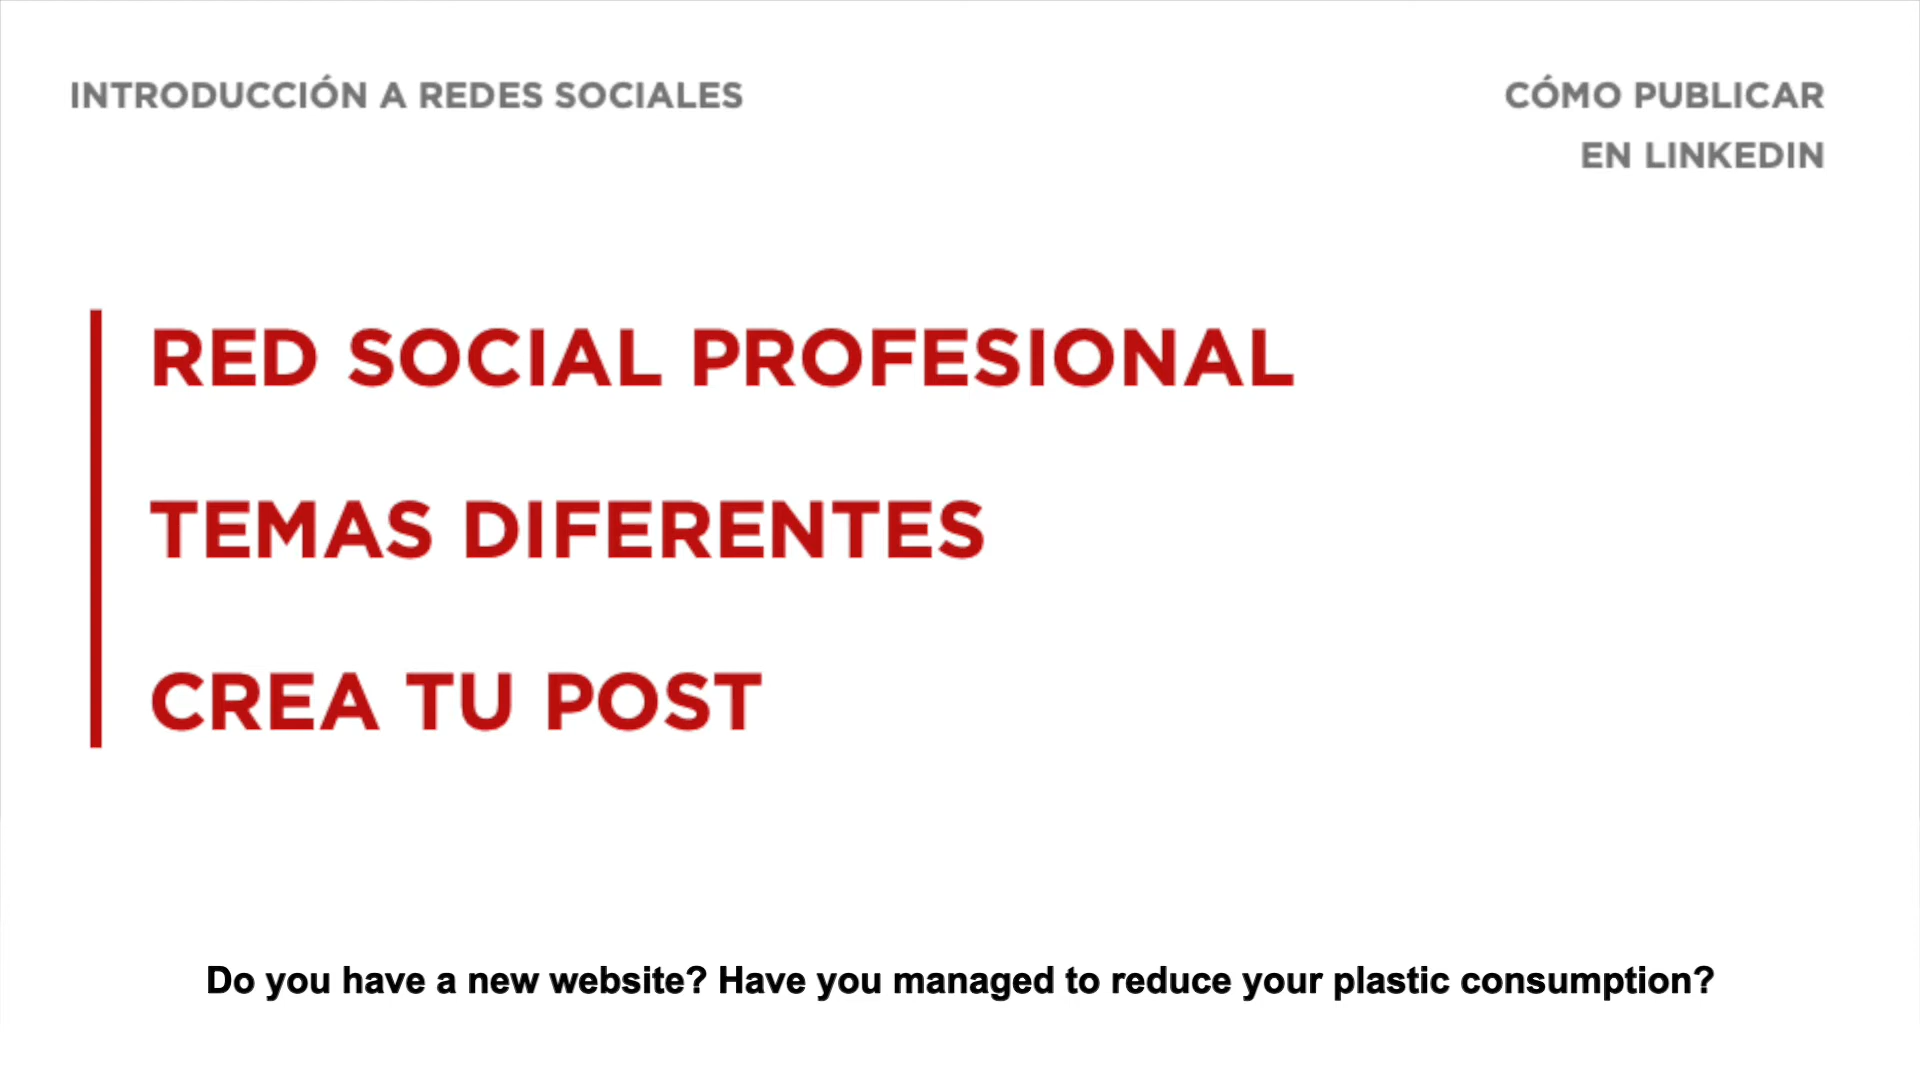 INTRODUCCIÓN A REDES SOCIALES
CÓMO PUBLICAR
EN LINKEDIN
RED SOCIAL PROFESIONAL
TEMAS DIFERENTES
CREA TU POST
Do you have a new website? Have you managed to reduce your plastic consumption?